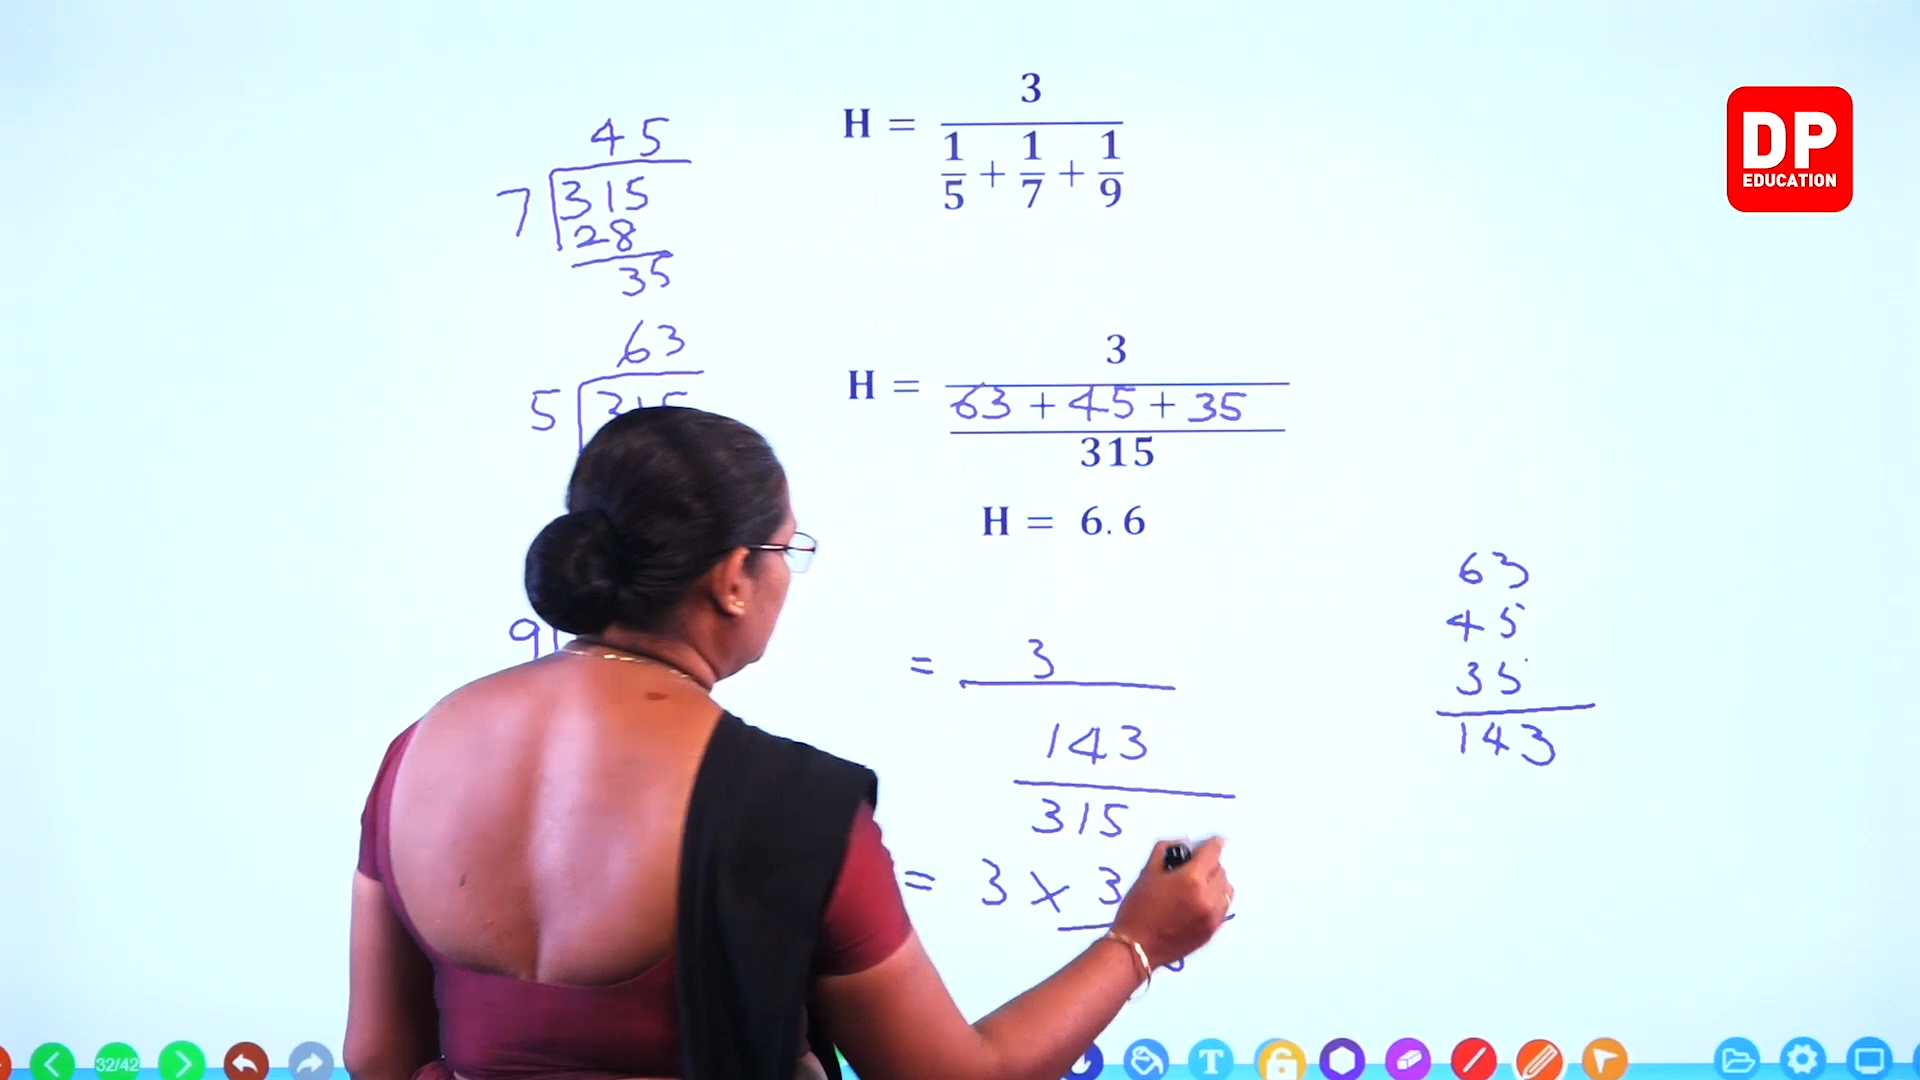 45
7 315
28
35
63
5 315
9
H = 3 / (1/5 + 1/7 + 1/9)
H = 3 / ((63 + 45 + 35) / 315)
H = 6.6
= 3 / (143 / 315)
= 3 × 3
63
45
35
143
DP
EDUCATION
32/42
T